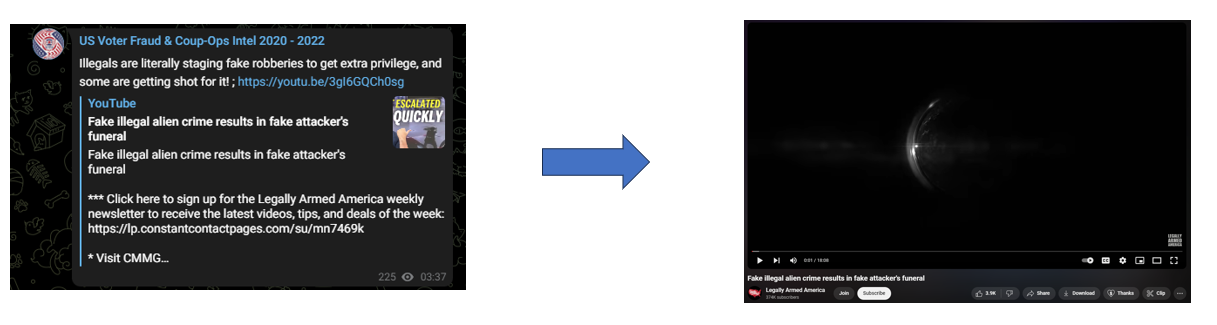 US Voter Fraud & Coup-Ops Intel 2020 - 2022
Illegals are literally staging fake robberies to get extra privilege, and
some are getting shot for it! ; https://youtu.be/3gI6GQCh0sg
YouTube
Fake illegal alien crime results in fake attacker's
funeral
ESCALATED
QUICKLY
Fake illegal alien crime results in fake attacker's
funeral
*** Click here to sign up for the Legally Armed America weekly
newsletter to receive the latest videos, tips, and deals of the week:
https://lp.constantcontactpages.com/su/mn7469k
* Visit CMMG...
225 03:37
LEGALLY
ARMED
AMERICA
0:01 / 18:08
Fake illegal alien crime results in fake attacker's funeral
Legally Armed America
374K subscribers
Join
Subscribe
3.9K
Share
Download
Thanks
Clip